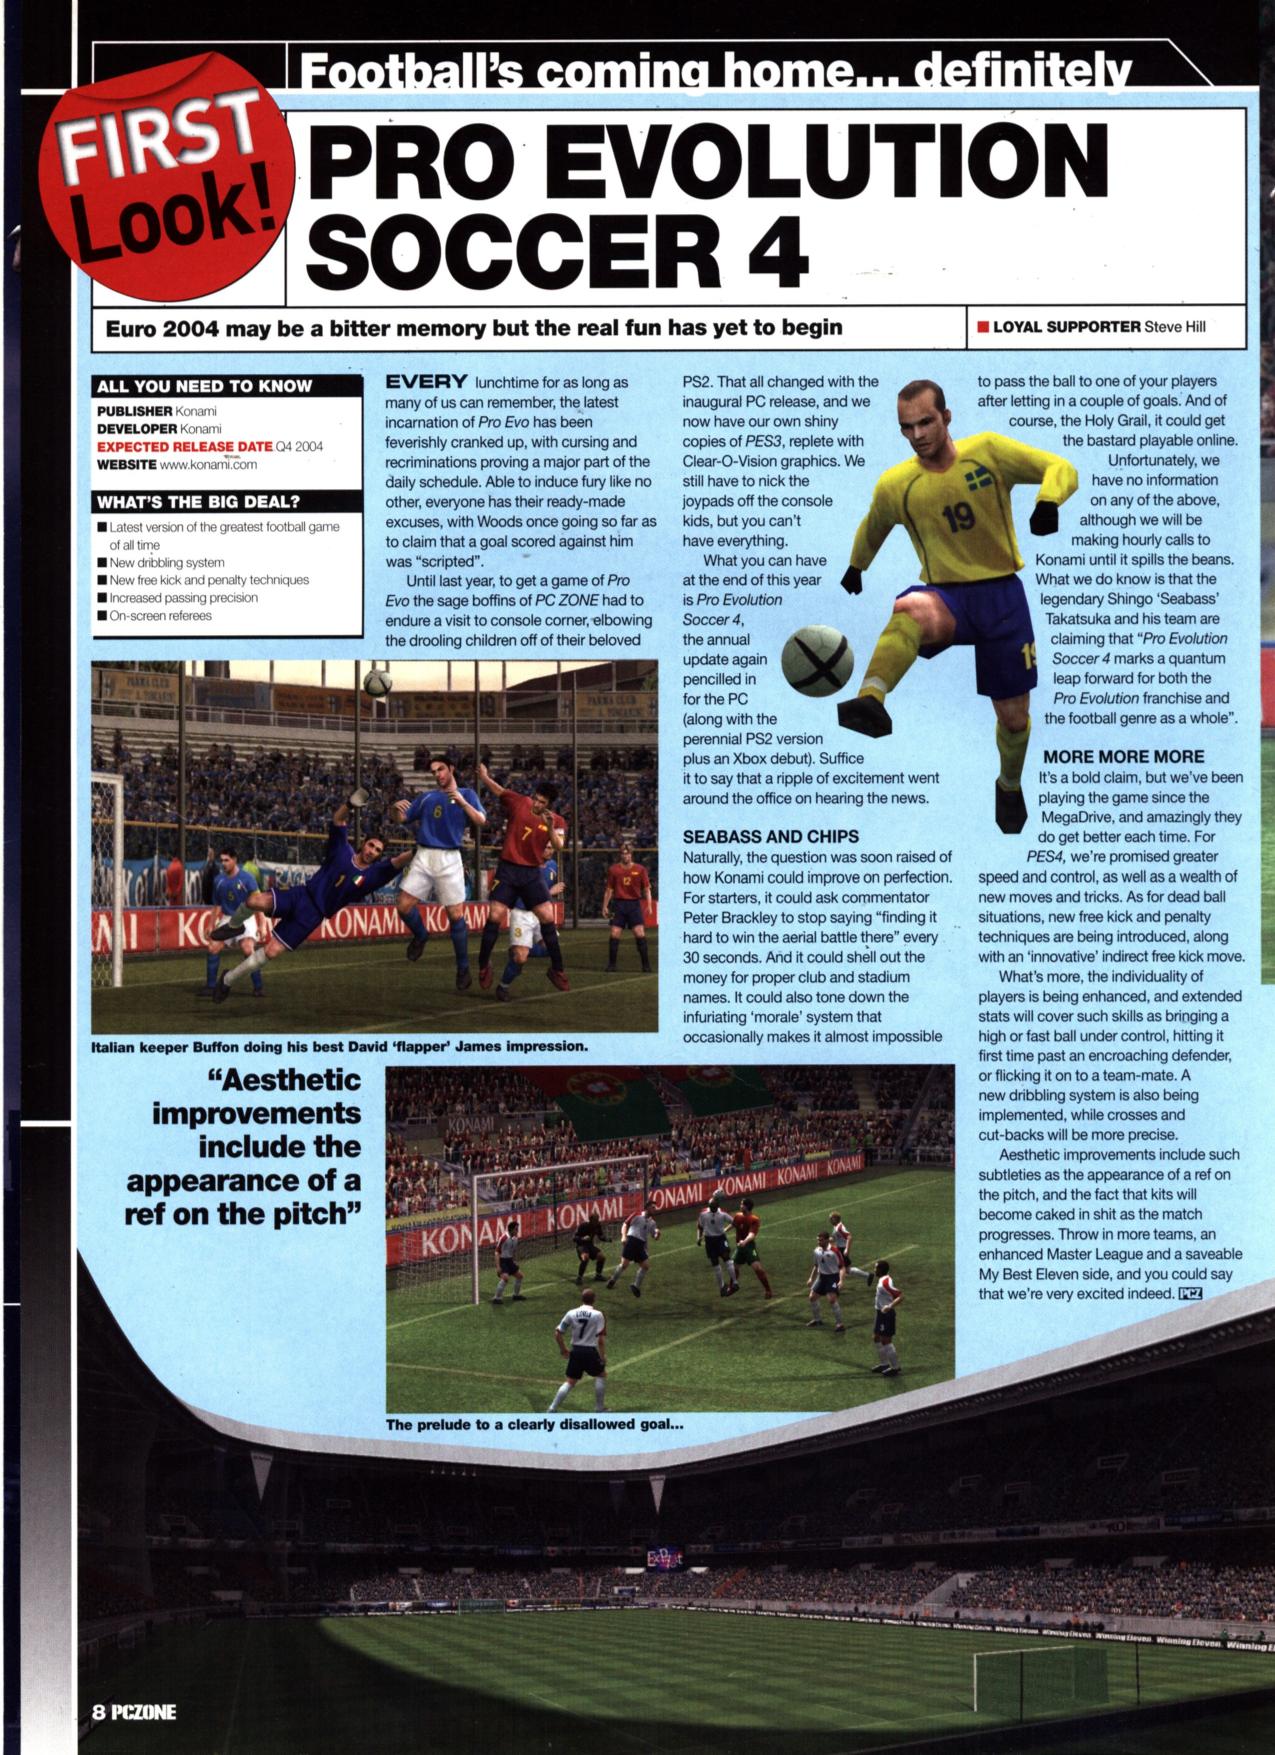 Football's coming home... definitely
FIRST
Look!
PRO EVOLUTION
SOCCER 4
Euro 2004 may be a bitter memory but the real fun has yet to begin
LOYAL SUPPORTER Steve Hill
ALL YOU NEED TO KNOW
PUBLISHER Konami
DEVELOPER Konami
EXPECTED RELEASE DATE Q4 2004
WEBSITE www.konami.com
WHAT'S THE BIG DEAL?
Latest version of the greatest football game
of all time
New dribbling system
New free kick and penalty techniques
Increased passing precision
On-screen referees
EVERY lunchtime for as long as
many of us can remember, the latest
incarnation of Pro Evo has been
feverishly cranked up, with cursing and
recriminations proving a major part of the
daily schedule. Able to induce fury like no
other, everyone has their ready-made
excuses, with Woods once going so far as
to claim that a goal scored against him
was "scripted".
Until last year, to get a game of Pro
Evo the sage boffins of PC ZONE had to
endure a visit to console corner, elbowing
the drooling children off of their beloved
PS2. That all changed with the
inaugural PC release, and we
now have our own shiny
copies of PES3, replete with
Clear-O-Vision graphics. We
still have to nick the
joypads off the console
kids, but you can't
have everything.
What you can have
at the end of this year
is Pro Evolution
Soccer 4,
the annual
update again
pencilled in
for the PC
(along with the
perennial PS2 version
plus an Xbox debut). Suffice
it to say that a ripple of excitement went
around the office on hearing the news.
SEABASS AND CHIPS
Naturally, the question was soon raised of
how Konami could improve on perfection.
For starters, it could ask commentator
Peter Brackley to stop saying "finding it
hard to win the aerial battle there" every
30 seconds. And it could shell out the
money for proper club and stadium
names. It could also tone down the
infuriating 'morale' system that
occasionally makes it almost impossible
to pass the ball to one of your players
after letting in a couple of goals. And of
course, the Holy Grail, it could get
the bastard playable online.
Unfortunately, we
have no information
on any of the above,
although we will be
making hourly calls to
Konami until it spills the beans.
What we do know is that the
legendary Shingo 'Seabass'
Takatsuka and his team are
claiming that "Pro Evolution
Soccer 4 marks a quantum
leap forward for both the
Pro Evolution franchise and
the football genre as a whole".
MORE MORE MORE
It's a bold claim, but we've been
playing the game since the
MegaDrive, and amazingly they
do get better each time. For
PES4, we're promised greater
speed and control, as well as a wealth of
new moves and tricks. As for dead ball
situations, new free kick and penalty
techniques are being introduced, along
with an 'innovative' indirect free kick move.
What's more, the individuality of
players is being enhanced, and extended
stats will cover such skills as bringing a
high or fast ball under control, hitting it
first time past an encroaching defender,
or flicking it on to a team-mate. A
new dribbling system is also being
implemented, while crosses and
cut-backs will be more precise.
Aesthetic improvements include such
subtleties as the appearance of a ref on
the pitch, and the fact that kits will
become caked in shit as the match
progresses. Throw in more teams, an
enhanced Master League and a saveable
My Best Eleven side, and you could say
that we're very excited indeed. PCZ
19
19
PARMA CLUB
6
7
1
12
3
KONAMI KONAMI
Italian keeper Buffon doing his best David 'flapper' James impression.
"Aesthetic
improvements
include the
appearance of a
ref on the pitch"
KONAMI
KONAMI KONAMI KONAMI KONAMI KONAMI
7
The prelude to a clearly disallowed goal...
Winning Eleven Winning Eleven Winning El
8 PCZONE